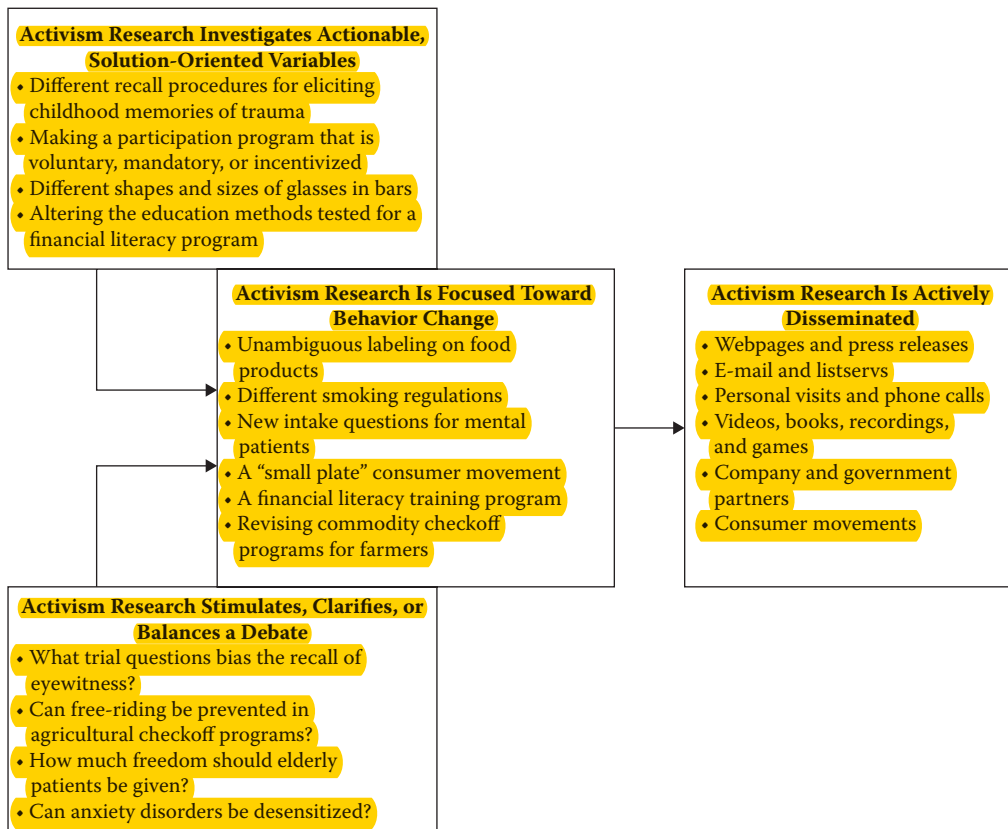 Activism Research Investigates Actionable,
Solution-Oriented Variables
• Different recall procedures for eliciting
childhood memories of trauma
• Making a participation program that is
voluntary, mandatory, or incentivized
• Different shapes and sizes of glasses in bars
• Altering the education methods tested for a
financial literacy program
Activism Research Is Focused Toward
Behavior Change
• Unambiguous labeling on food
products
• Different smoking regulations
• New intake questions for mental
patients
• A “small plate” consumer movement
• A financial literacy training program
• Revising commodity checkoff
programs for farmers
Activism Research Is Actively
Disseminated
• Webpages and press releases
• E-mail and listservs
• Personal visits and phone calls
• Videos, books, recordings,
and games
• Company and government
partners
• Consumer movements
Activism Research Stimulates, Clarifies, or
Balances a Debate
• What trial questions bias the recall of
eyewitness?
• Can free-riding be prevented in
agricultural checkoff programs?
• How much freedom should elderly
patients be given?
• Can anxiety disorders be desensitized?